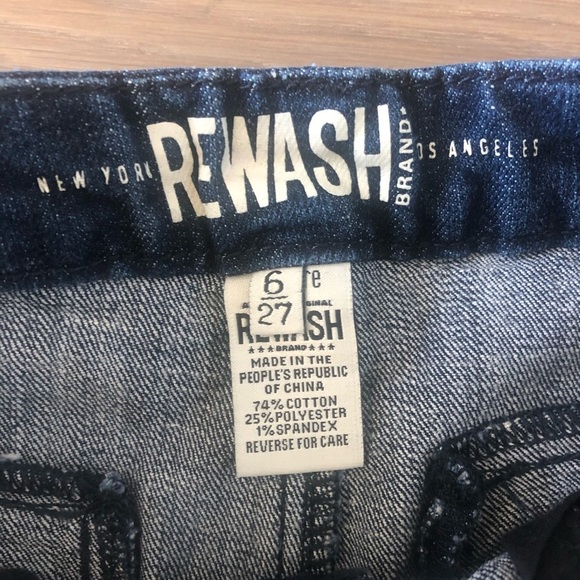 NEW YORK REWASH BRAND. LOS ANGELES
6
27
REWASH
★★★BRAND★★★
MADE IN THE
PEOPLE'S REPUBLIC
OF CHINA
74% COTTON
25% POLYESTER
1% SPANDEX
REVERSE FOR CARE